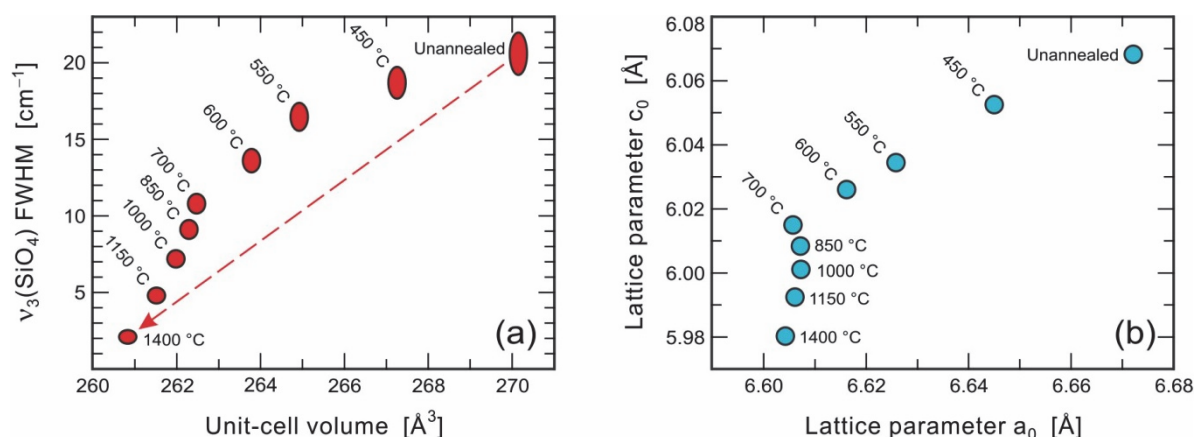 ν₃(SiO₄) FWHM [cm⁻¹]
20
15
10
5
Unannealed
450 °C
550 °C
600 °C
700 °C
850 °C
1000 °C
1150 °C
1400 °C
(a)
260 262 264 266 268 270
Unit-cell volume [Å³]
Lattice parameter c₀ [Å]
6.08
6.06
6.04
6.02
6.00
5.98
Unannealed
450 °C
550 °C
600 °C
700 °C
850 °C
1000 °C
1150 °C
1400 °C
(b)
6.60 6.62 6.64 6.66 6.68
Lattice parameter a₀ [Å]